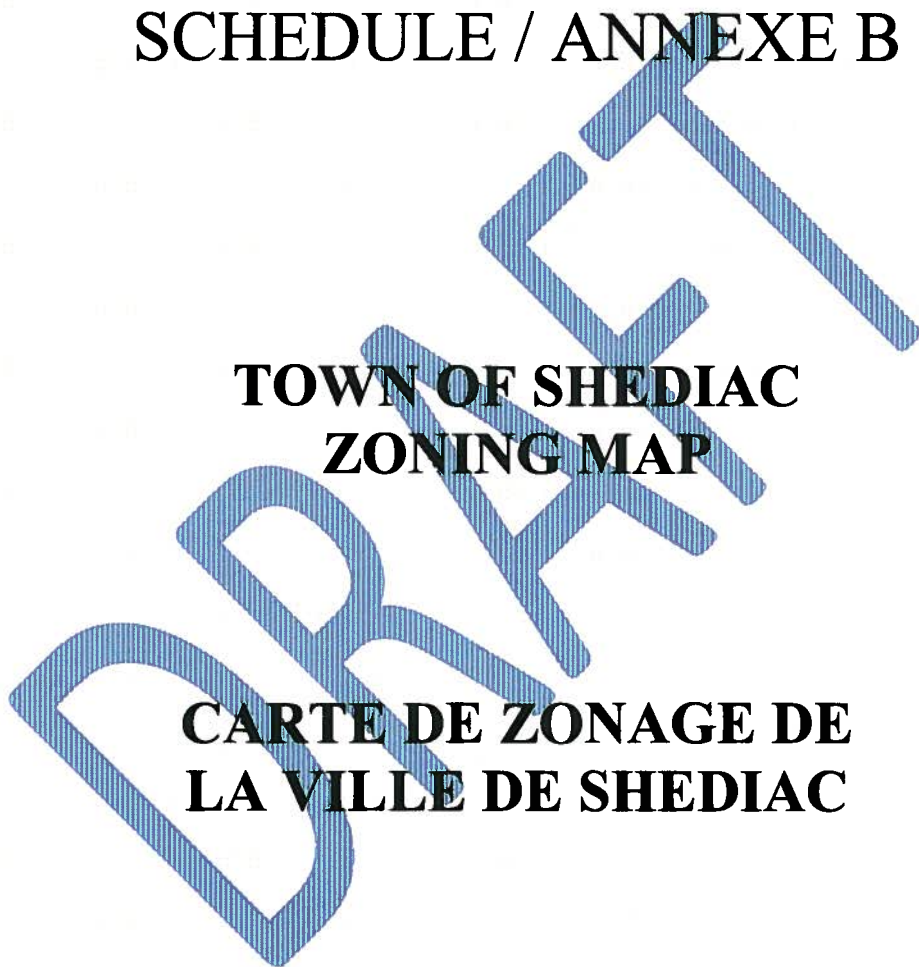 SCHEDULE / ANNEXE B
TOWN OF SHEDIAC
ZONING MAP
CARTE DE ZONAGE DE
LA VILLE DE SHEDIAC
DRAFT